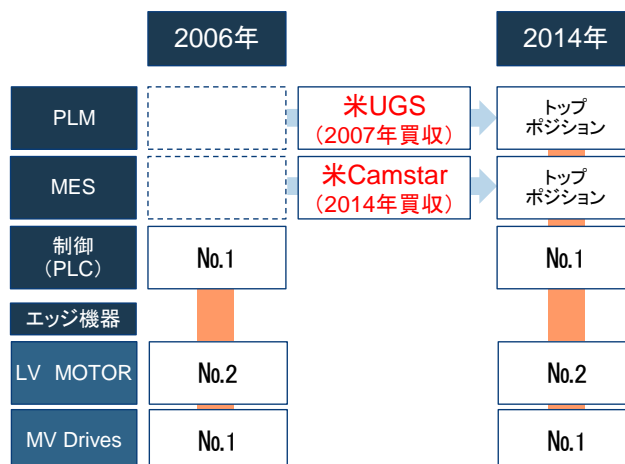 2006年
2014年
PLM
米UGS
（2007年買収）
トップ
ポジション
MES
米Camstar
（2014年買収）
トップ
ポジション
制御
（PLC）
No.1
No.1
エッジ機器
LV MOTOR
No.2
No.2
MV Drives
No.1
No.1